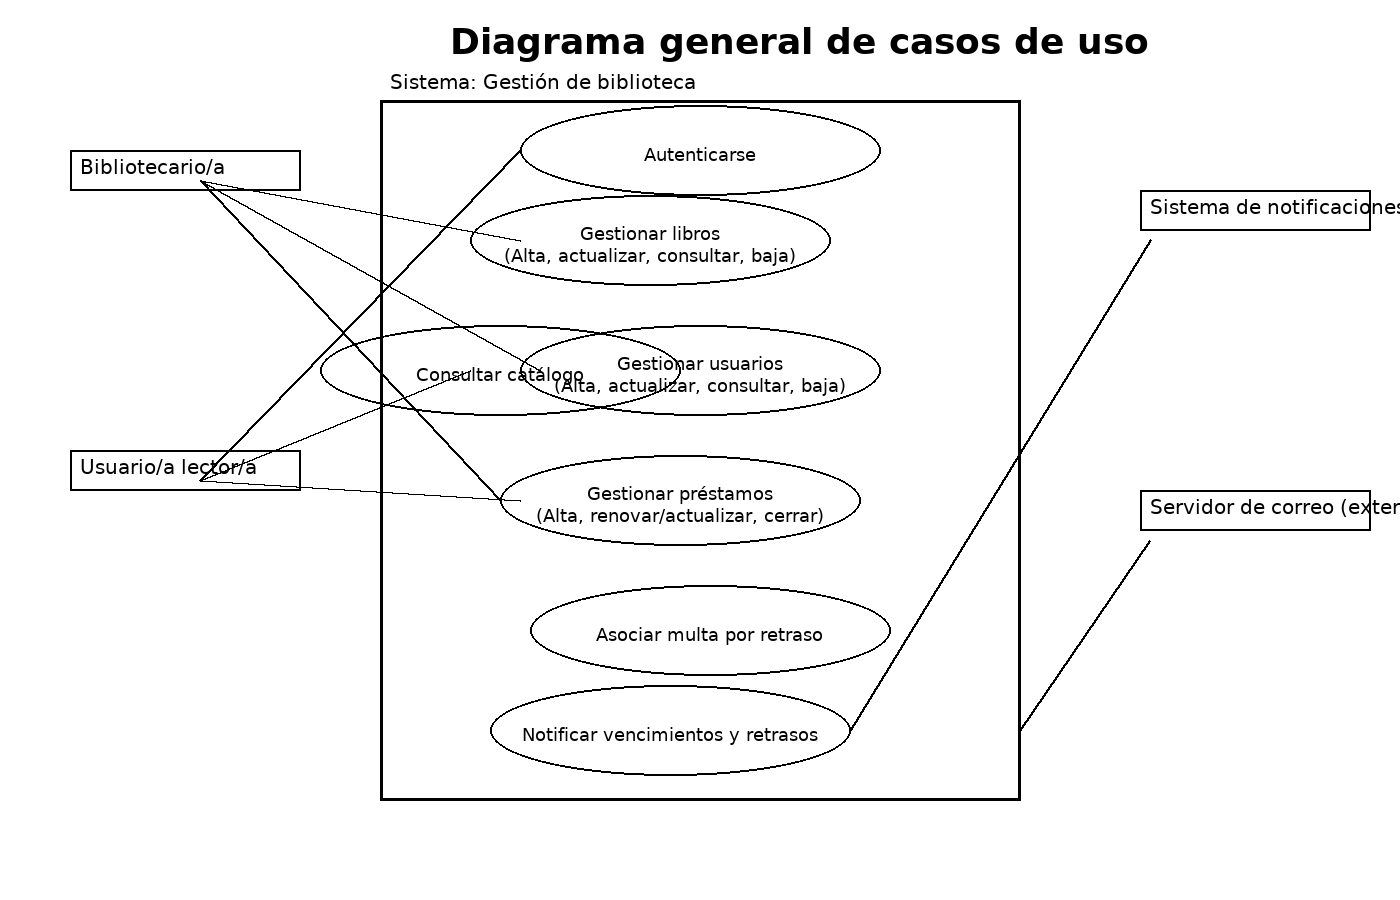 Diagrama general de casos de uso
Sistema: Gestión de biblioteca
Autenticarse
Bibliotecario/a
Sistema de notificaciones
Gestionar libros
(Alta, actualizar, consultar, baja)
Consultar catálogo
Gestionar usuarios
(Alta, actualizar, consultar, baja)
Usuario/a lector/a
Gestionar préstamos
(Alta, renovar/actualizar, cerrar)
Servidor de correo (exter
Asociar multa por retraso
Notificar vencimientos y retrasos